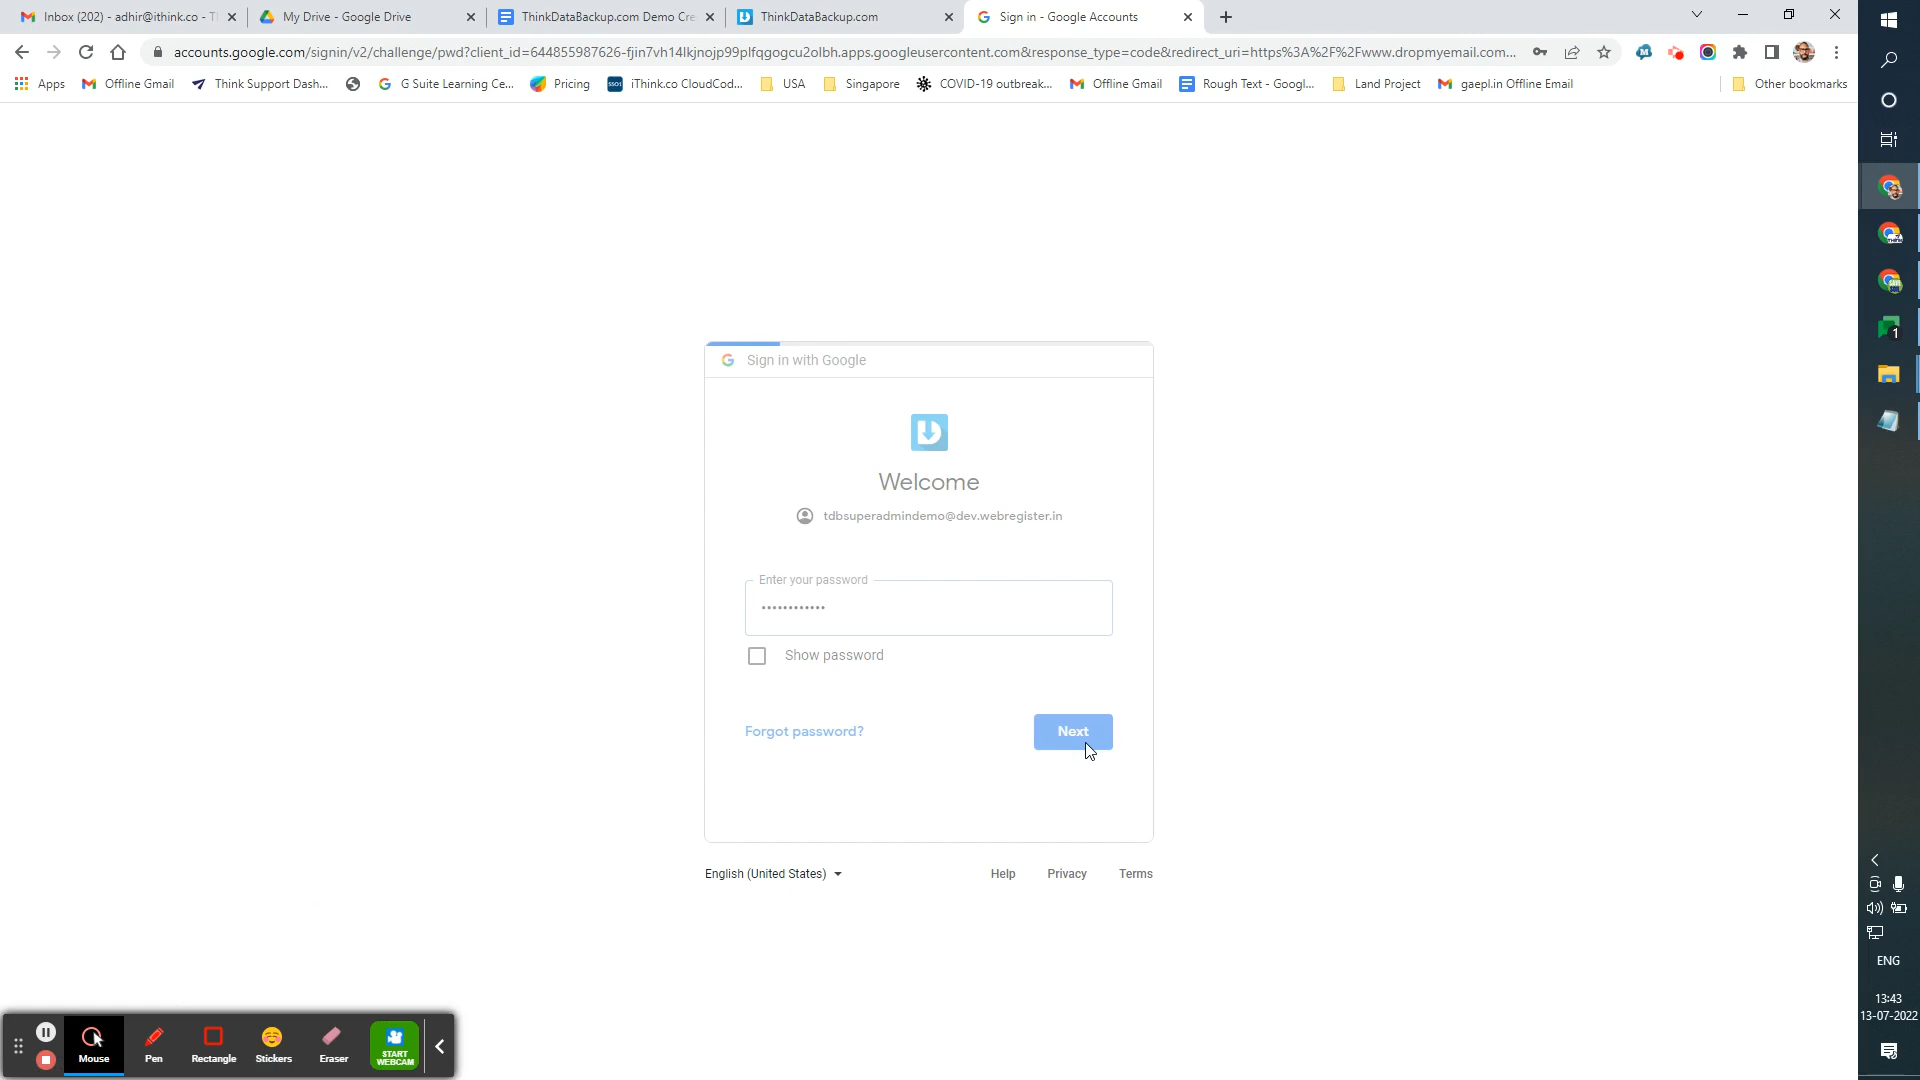 Inbox (202) - adhir@ithink.co - T
My Drive - Google Drive
ThinkDataBackup.com Demo Cre
ThinkDataBackup.com
Sign in - Google Accounts
accounts.google.com/signin/v2/challenge/pwd?client_id=644855987626-fjin7vh14lkjnojp99plfqgogcu2olbh.apps.googleusercontent.com&response_type=code&redirect_uri=https%3A%2F%2Fwww.dropmyemail.com...
Apps
Offline Gmail
Think Support Dash...
G Suite Learning Ce...
Pricing
iThink.co CloudCod...
USA
Singapore
COVID-19 outbreak...
Offline Gmail
Rough Text - Googl...
Land Project
gaepl.in Offline Email
Other bookmarks
Sign in with Google
Welcome
tdbsuperadmindemo@dev.webregister.in
Enter your password
••••••••••••
Show password
Forgot password?
Next
English (United States)
Help
Privacy
Terms
Mouse
Pen
Rectangle
Stickers
Eraser
START
WEBCAM
1
ENG
13:43
13-07-2022